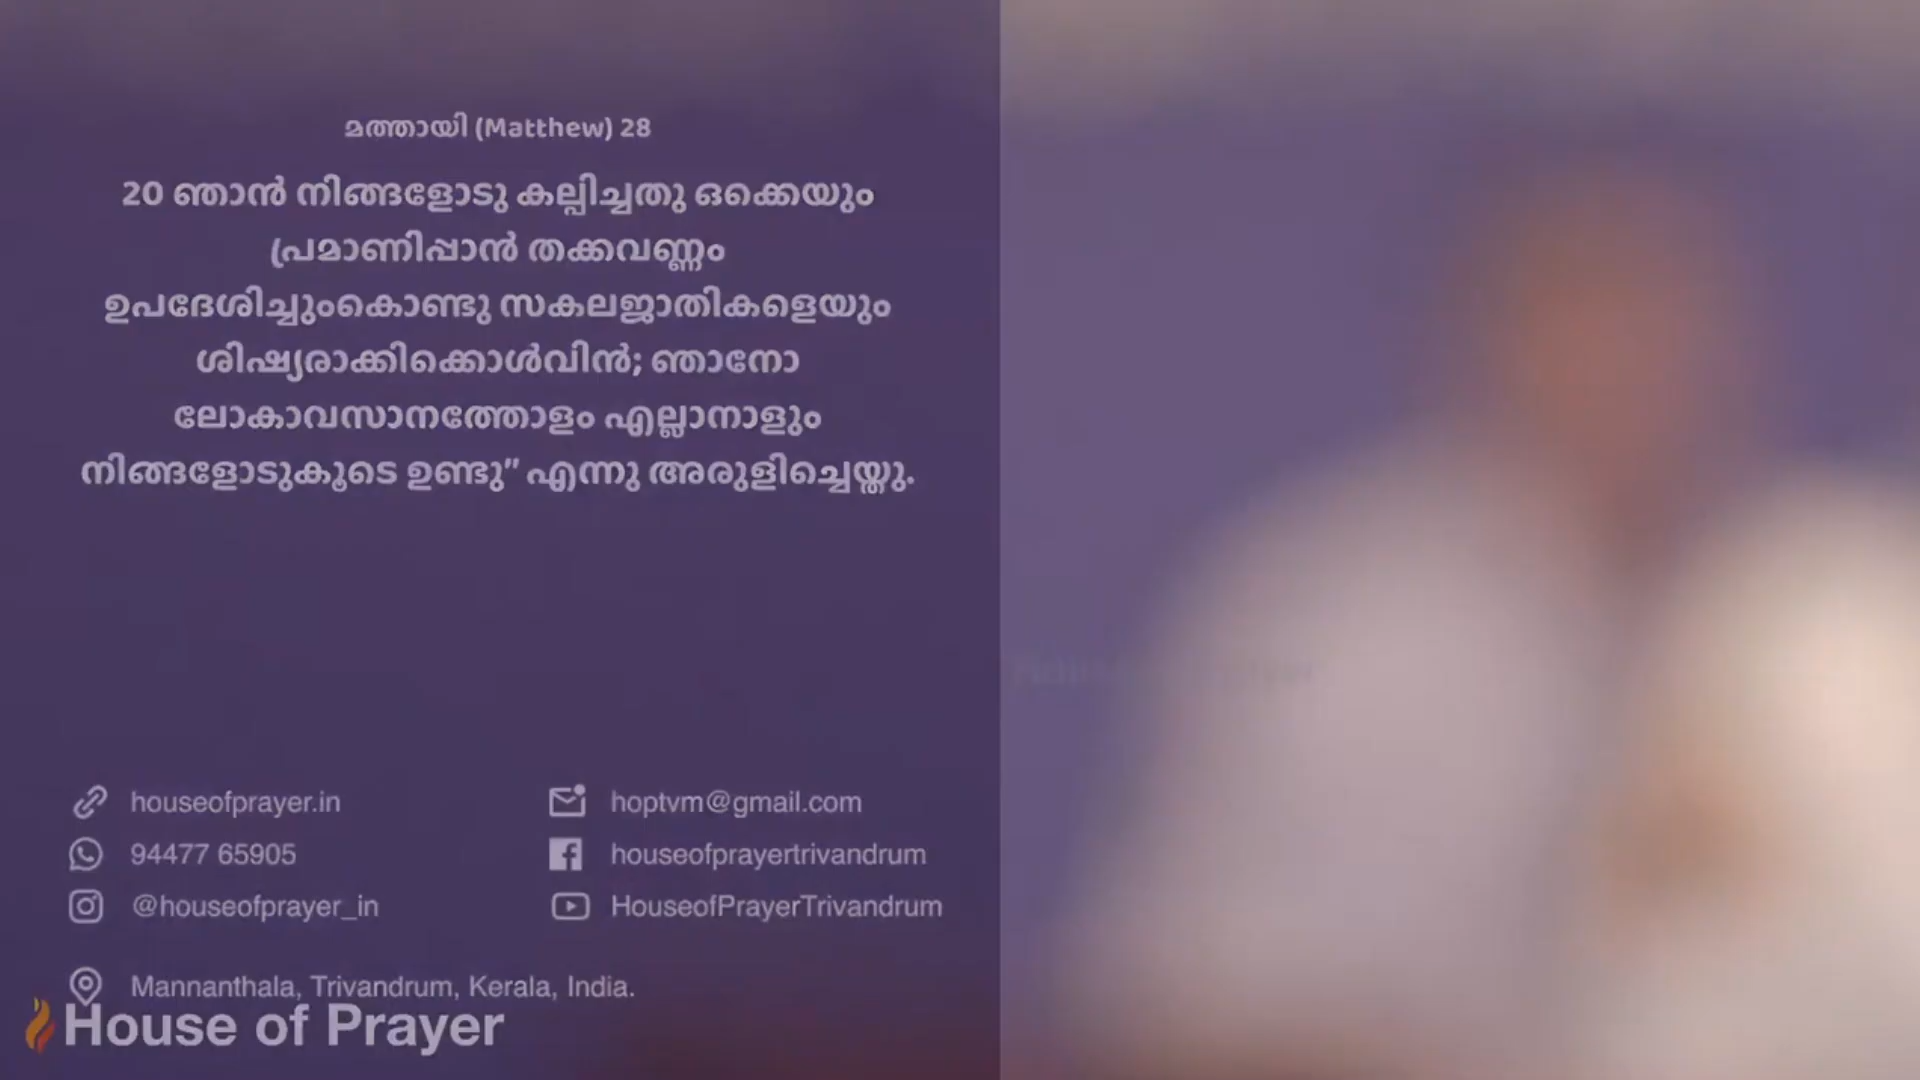 മത്തായി (Matthew) 28
20 ഞാൻ നിങ്ങളോടു കല്പിച്ചതു ഒക്കെയും
പ്രമാണിപ്പാൻ തക്കവണ്ണം
ഉപദേശിച്ചുംകൊണ്ടു സകലജാതികളെയും
ശിഷ്യരാക്കിക്കൊൾവിൻ; ഞാനോ
ലോകാവസാനത്തോളം എല്ലാനാളും
നിങ്ങളോടുകൂടെ ഉണ്ടു” എന്നു അരുളിച്ചെയ്തു.
houseofprayer.in
hoptvm@gmail.com
94477 65905
houseofprayertrivandrum
@houseofprayer_in
HouseofPrayerTrivandrum
Mannanthala, Trivandrum, Kerala, India.
House of Prayer